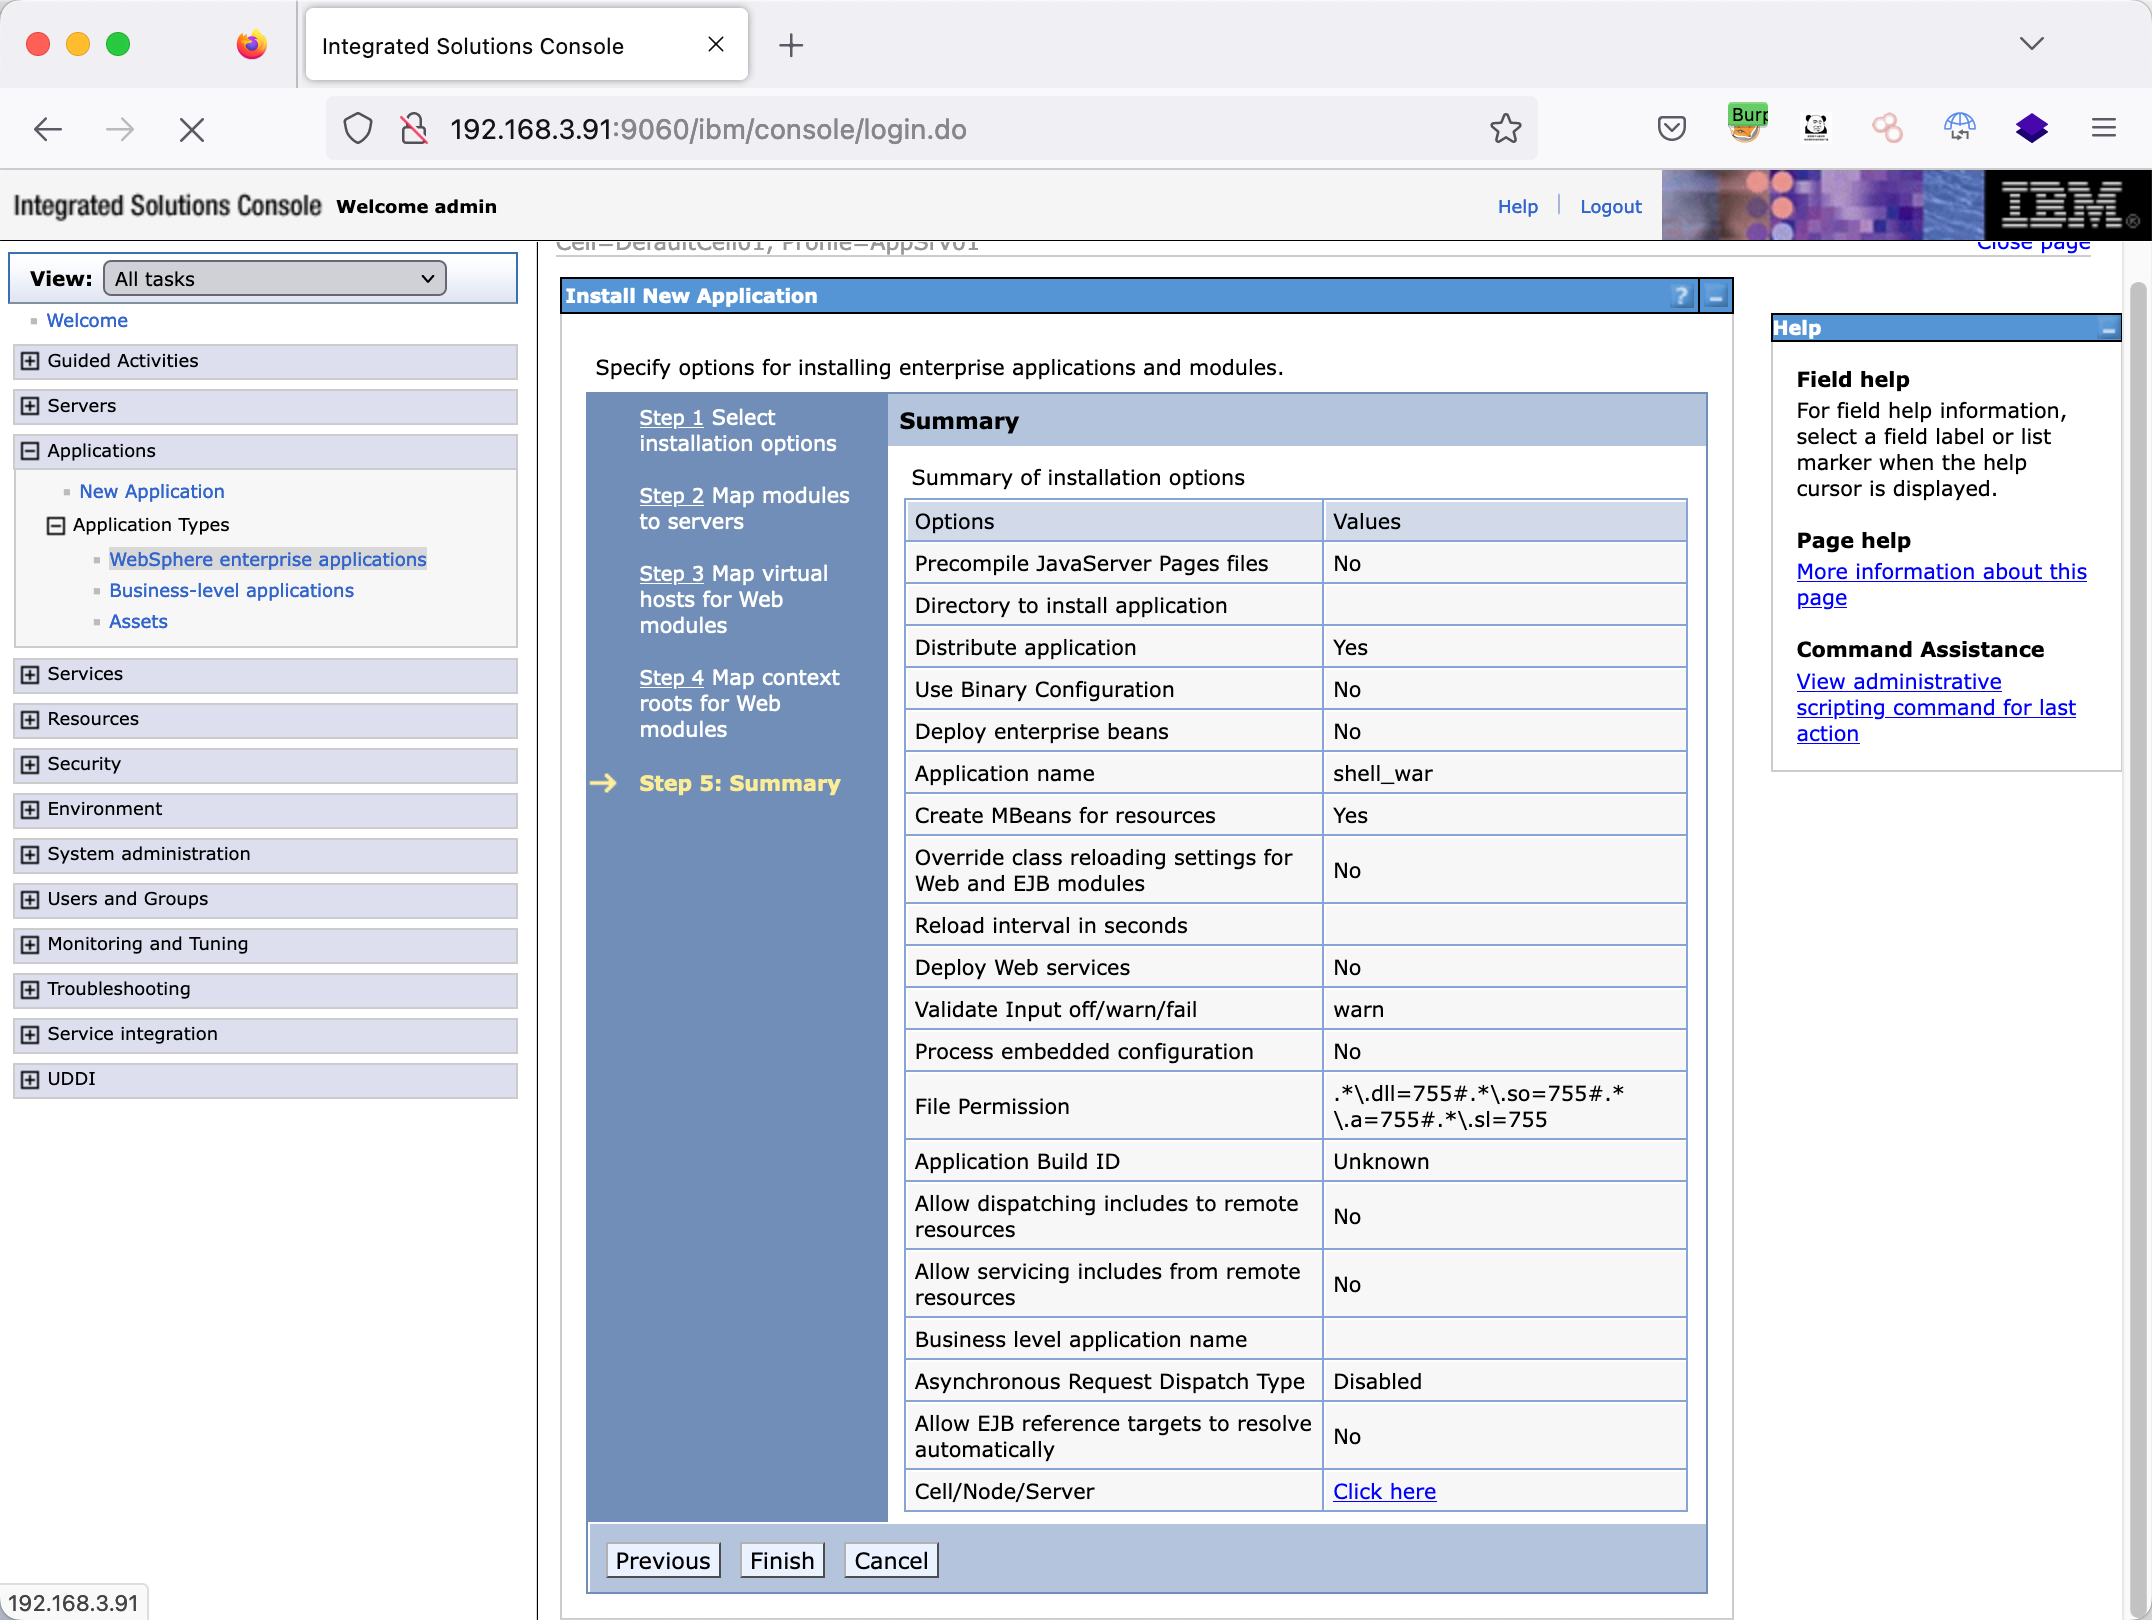 Integrated Solutions Console
192.168.3.91:9060/ibm/console/login.do
Burp
Integrated Solutions Console Welcome admin
Help
Logout
IBM®
View: All tasks
Welcome
Guided Activities
Servers
Applications
New Application
Application Types
WebSphere enterprise applications
Business-level applications
Assets
Services
Resources
Security
Environment
System administration
Users and Groups
Monitoring and Tuning
Troubleshooting
Service integration
UDDI
Cell=DefaultCell01, Profile=AppSrv01
Close page
Install New Application
?
Specify options for installing enterprise applications and modules.
Step 1 Select
installation options
Step 2 Map modules
to servers
Step 3 Map virtual
hosts for Web
modules
Step 4 Map context
roots for Web
modules
Step 5: Summary
Summary
Summary of installation options
Options Values
Precompile JavaServer Pages files No
Directory to install application
Distribute application Yes
Use Binary Configuration No
Deploy enterprise beans No
Application name shell_war
Create MBeans for resources Yes
Override class reloading settings for
Web and EJB modules
No
Reload interval in seconds
Deploy Web services No
Validate Input off/warn/fail warn
Process embedded configuration No
File Permission
.*\.dll=755#.*\.so=755#.*
\.a=755#.*\.sl=755
Application Build ID Unknown
Allow dispatching includes to remote
resources
No
Allow servicing includes from remote
resources
No
Business level application name
Asynchronous Request Dispatch Type Disabled
Allow EJB reference targets to resolve
automatically
No
Cell/Node/Server Click here
Previous Finish Cancel
Help
Field help
For field help information,
select a field label or list
marker when the help
cursor is displayed.
Page help
More information about this
page
Command Assistance
View administrative
scripting command for last
action
192.168.3.91